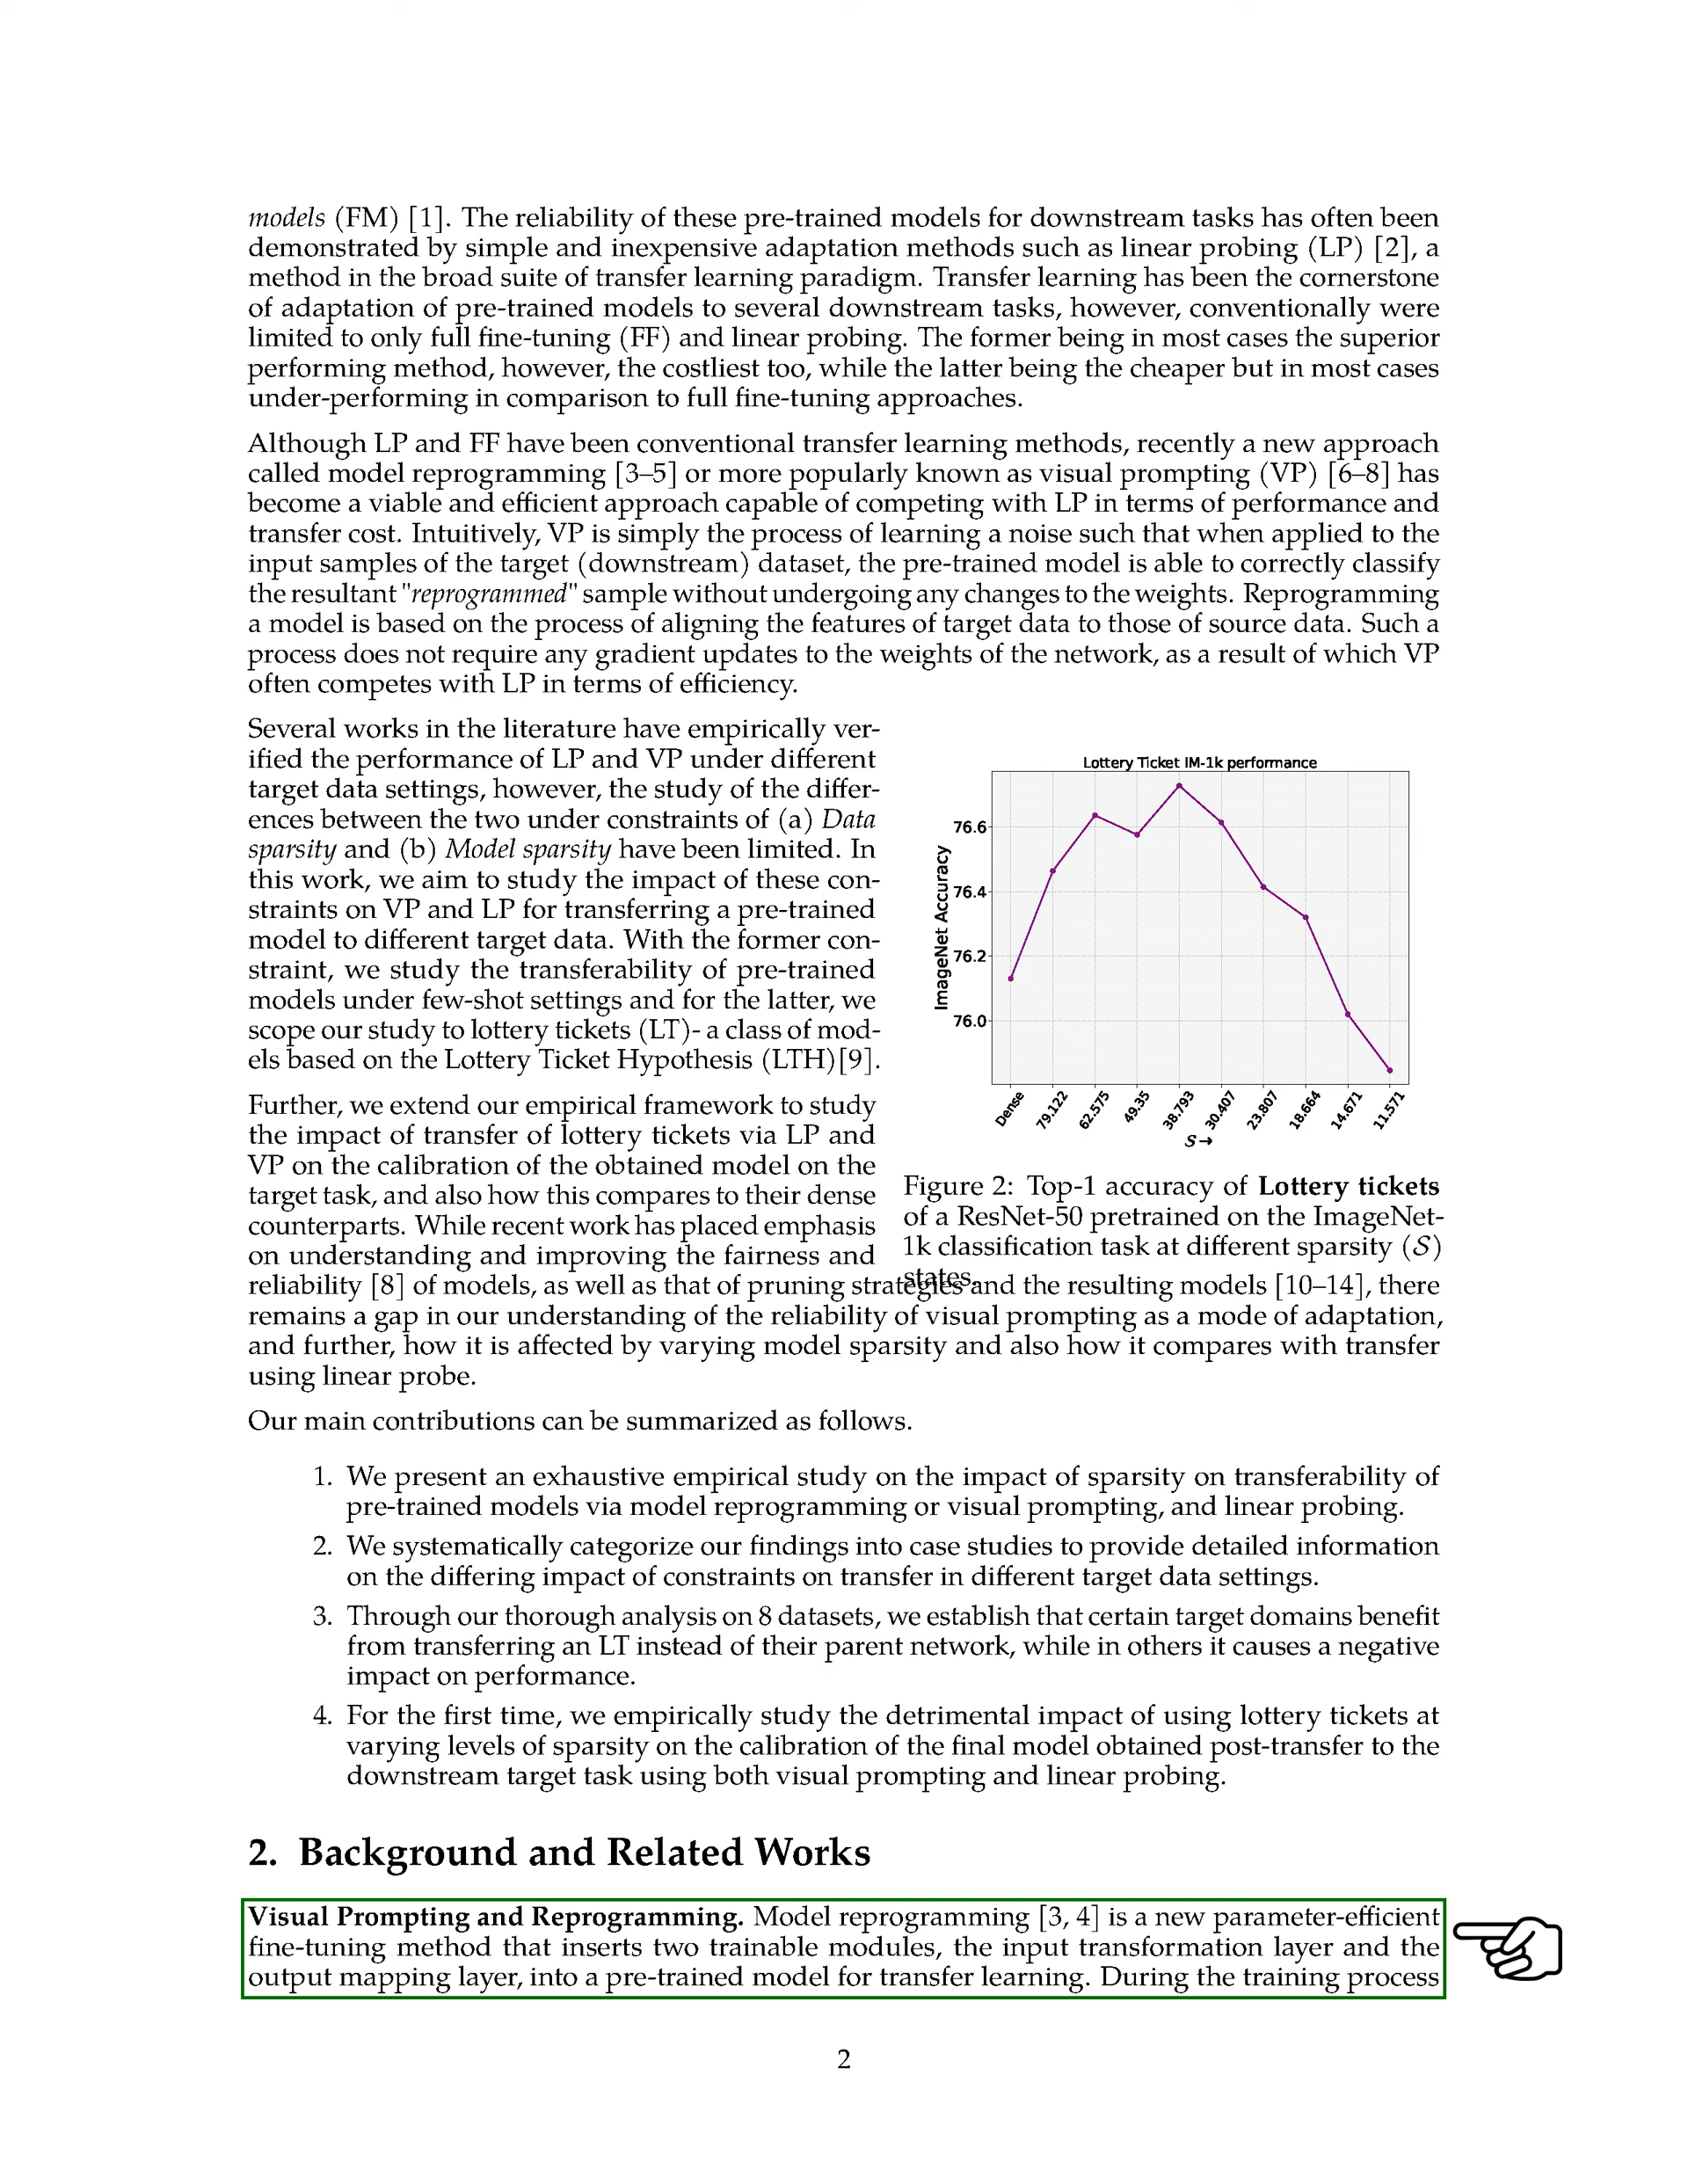 models (FM) [1]. The reliability of these pre-trained models for downstream tasks has often been
demonstrated by simple and inexpensive adaptation methods such as linear probing (LP) [2], a
method in the broad suite of transfer learning paradigm. Transfer learning has been the cornerstone
of adaptation of pre-trained models to several downstream tasks, however, conventionally were
limited to only full fine-tuning (FF) and linear probing. The former being in most cases the superior
performing method, however, the costliest too, while the latter being the cheaper but in most cases
under-performing in comparison to full fine-tuning approaches.
Although LP and FF have been conventional transfer learning methods, recently a new approach
called model reprogramming [3–5] or more popularly known as visual prompting (VP) [6–8] has
become a viable and efficient approach capable of competing with LP in terms of performance and
transfer cost. Intuitively, VP is simply the process of learning a noise such that when applied to the
input samples of the target (downstream) dataset, the pre-trained model is able to correctly classify
the resultant "reprogrammed" sample without undergoing any changes to the weights. Reprogramming
a model is based on the process of aligning the features of target data to those of source data. Such a
process does not require any gradient updates to the weights of the network, as a result of which VP
often competes with LP in terms of efficiency.
Several works in the literature have empirically ver-
ified the performance of LP and VP under different
target data settings, however, the study of the differ-
ences between the two under constraints of (a) Data
sparsity and (b) Model sparsity have been limited. In
this work, we aim to study the impact of these con-
straints on VP and LP for transferring a pre-trained
model to different target data. With the former con-
straint, we study the transferability of pre-trained
models under few-shot settings and for the latter, we
scope our study to lottery tickets (LT)- a class of mod-
els based on the Lottery Ticket Hypothesis (LTH)[9].
Further, we extend our empirical framework to study
the impact of transfer of lottery tickets via LP and
VP on the calibration of the obtained model on the
target task, and also how this compares to their dense
counterparts. While recent work has placed emphasis
on understanding and improving the fairness and
reliability [8] of models, as well as that of pruning strategies and the resulting models [10–14], there
remains a gap in our understanding of the reliability of visual prompting as a mode of adaptation,
and further, how it is affected by varying model sparsity and also how it compares with transfer
using linear probe.
Lottery Ticket IM-1k performance
ImageNet Accuracy
76.6
76.4
76.2
76.0
Dense 79.122 62.575 49.35 38.793 30.407 23.807 18.664 14.671 11.571
S→
Figure 2: Top-1 accuracy of Lottery tickets
of a ResNet-50 pretrained on the ImageNet-
1k classification task at different sparsity (S)
states.
Our main contributions can be summarized as follows.
1. We present an exhaustive empirical study on the impact of sparsity on transferability of
pre-trained models via model reprogramming or visual prompting, and linear probing.
2. We systematically categorize our findings into case studies to provide detailed information
on the differing impact of constraints on transfer in different target data settings.
3. Through our thorough analysis on 8 datasets, we establish that certain target domains benefit
from transferring an LT instead of their parent network, while in others it causes a negative
impact on performance.
4. For the first time, we empirically study the detrimental impact of using lottery tickets at
varying levels of sparsity on the calibration of the final model obtained post-transfer to the
downstream target task using both visual prompting and linear probing.
2. Background and Related Works
Visual Prompting and Reprogramming. Model reprogramming [3, 4] is a new parameter-efficient
fine-tuning method that inserts two trainable modules, the input transformation layer and the
output mapping layer, into a pre-trained model for transfer learning. During the training process
2